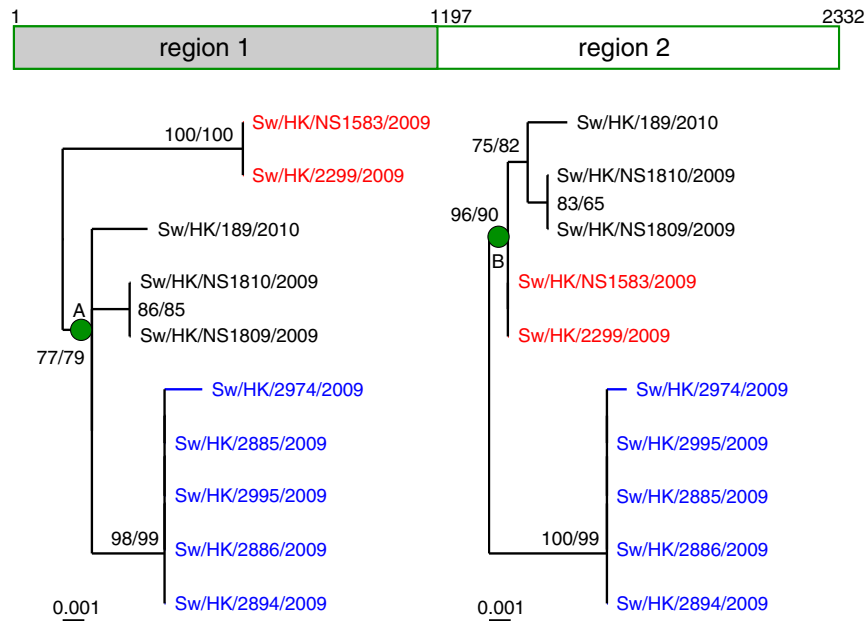 1 1197 2332
region 1 region 2
100/100
Sw/HK/NS1583/2009
Sw/HK/2299/2009
Sw/HK/189/2010
Sw/HK/NS1810/2009
86/85
Sw/HK/NS1809/2009
A
77/79
Sw/HK/2974/2009
Sw/HK/2885/2009
Sw/HK/2995/2009
98/99
Sw/HK/2886/2009
Sw/HK/2894/2009
0.001
Sw/HK/189/2010
75/82
Sw/HK/NS1810/2009
83/65
Sw/HK/NS1809/2009
96/90
B
Sw/HK/NS1583/2009
Sw/HK/2299/2009
Sw/HK/2974/2009
Sw/HK/2995/2009
Sw/HK/2885/2009
100/99
Sw/HK/2886/2009
Sw/HK/2894/2009
0.001